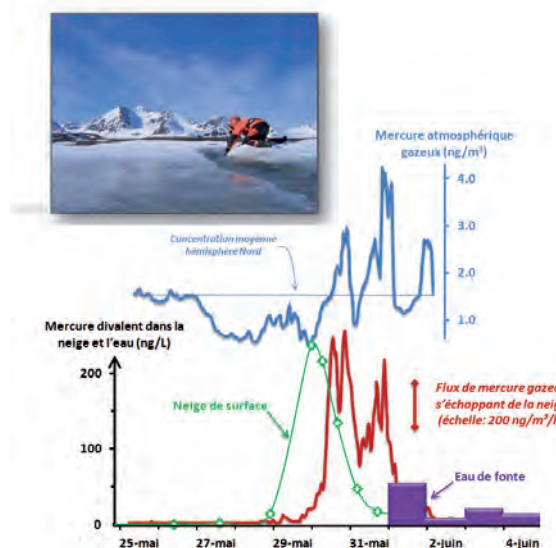 Mercure atmosphérique
gazeux (ng/m³)
4.0
3.0
2.0
1.0
Concentration moyenne
hémisphère Nord
Mercure divalent dans la
neige et l'eau (ng/L)
200
100
0
Neige de surface
Flux de mercure gazeu
s'échappant de la neig
(échelle: 200 ng/m³/l
Eau de fonte
25-mai
27-mai
29-mai
31-mai
2-juin
4-juin